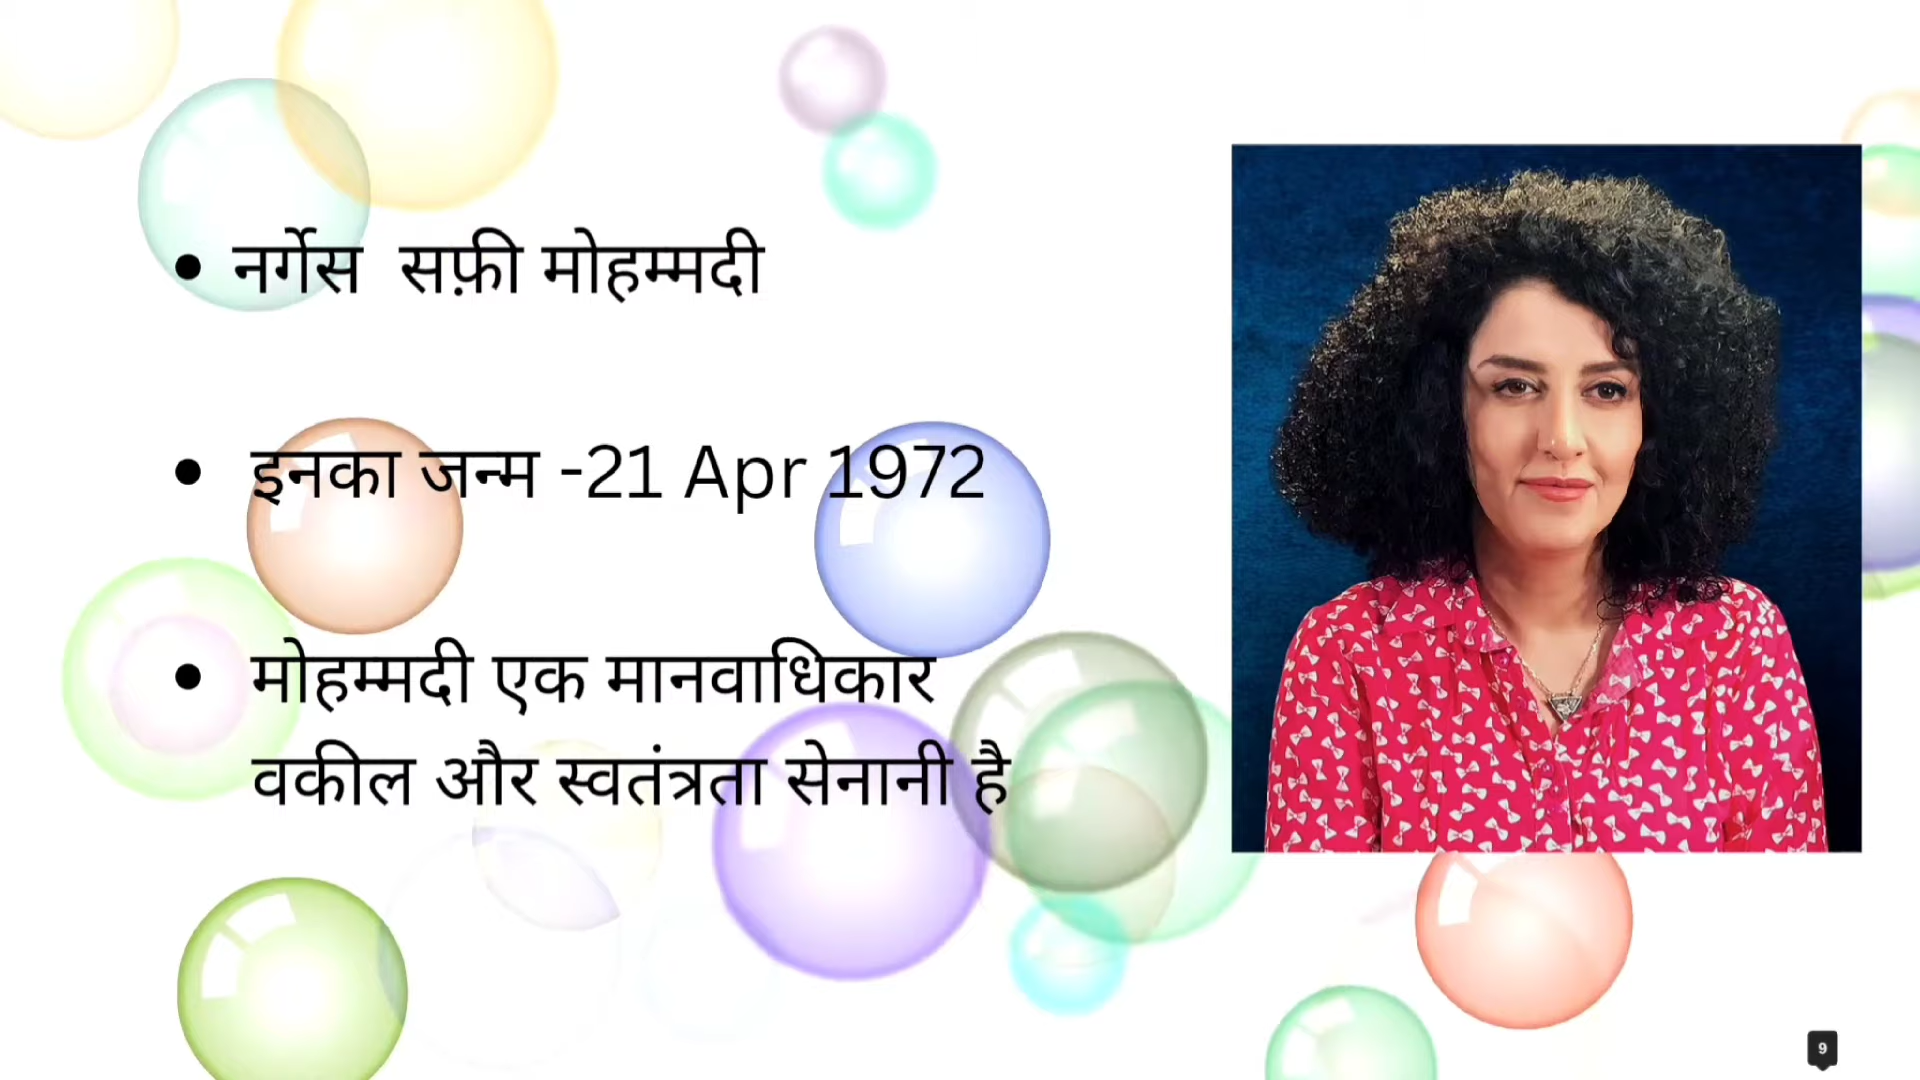 • नर्गेस सफ़ी मोहम्मदी
• इनका जन्म -21 Apr 1972
• मोहम्मदी एक मानवाधिकार
वकील और स्वतंत्रता सेनानी है
9